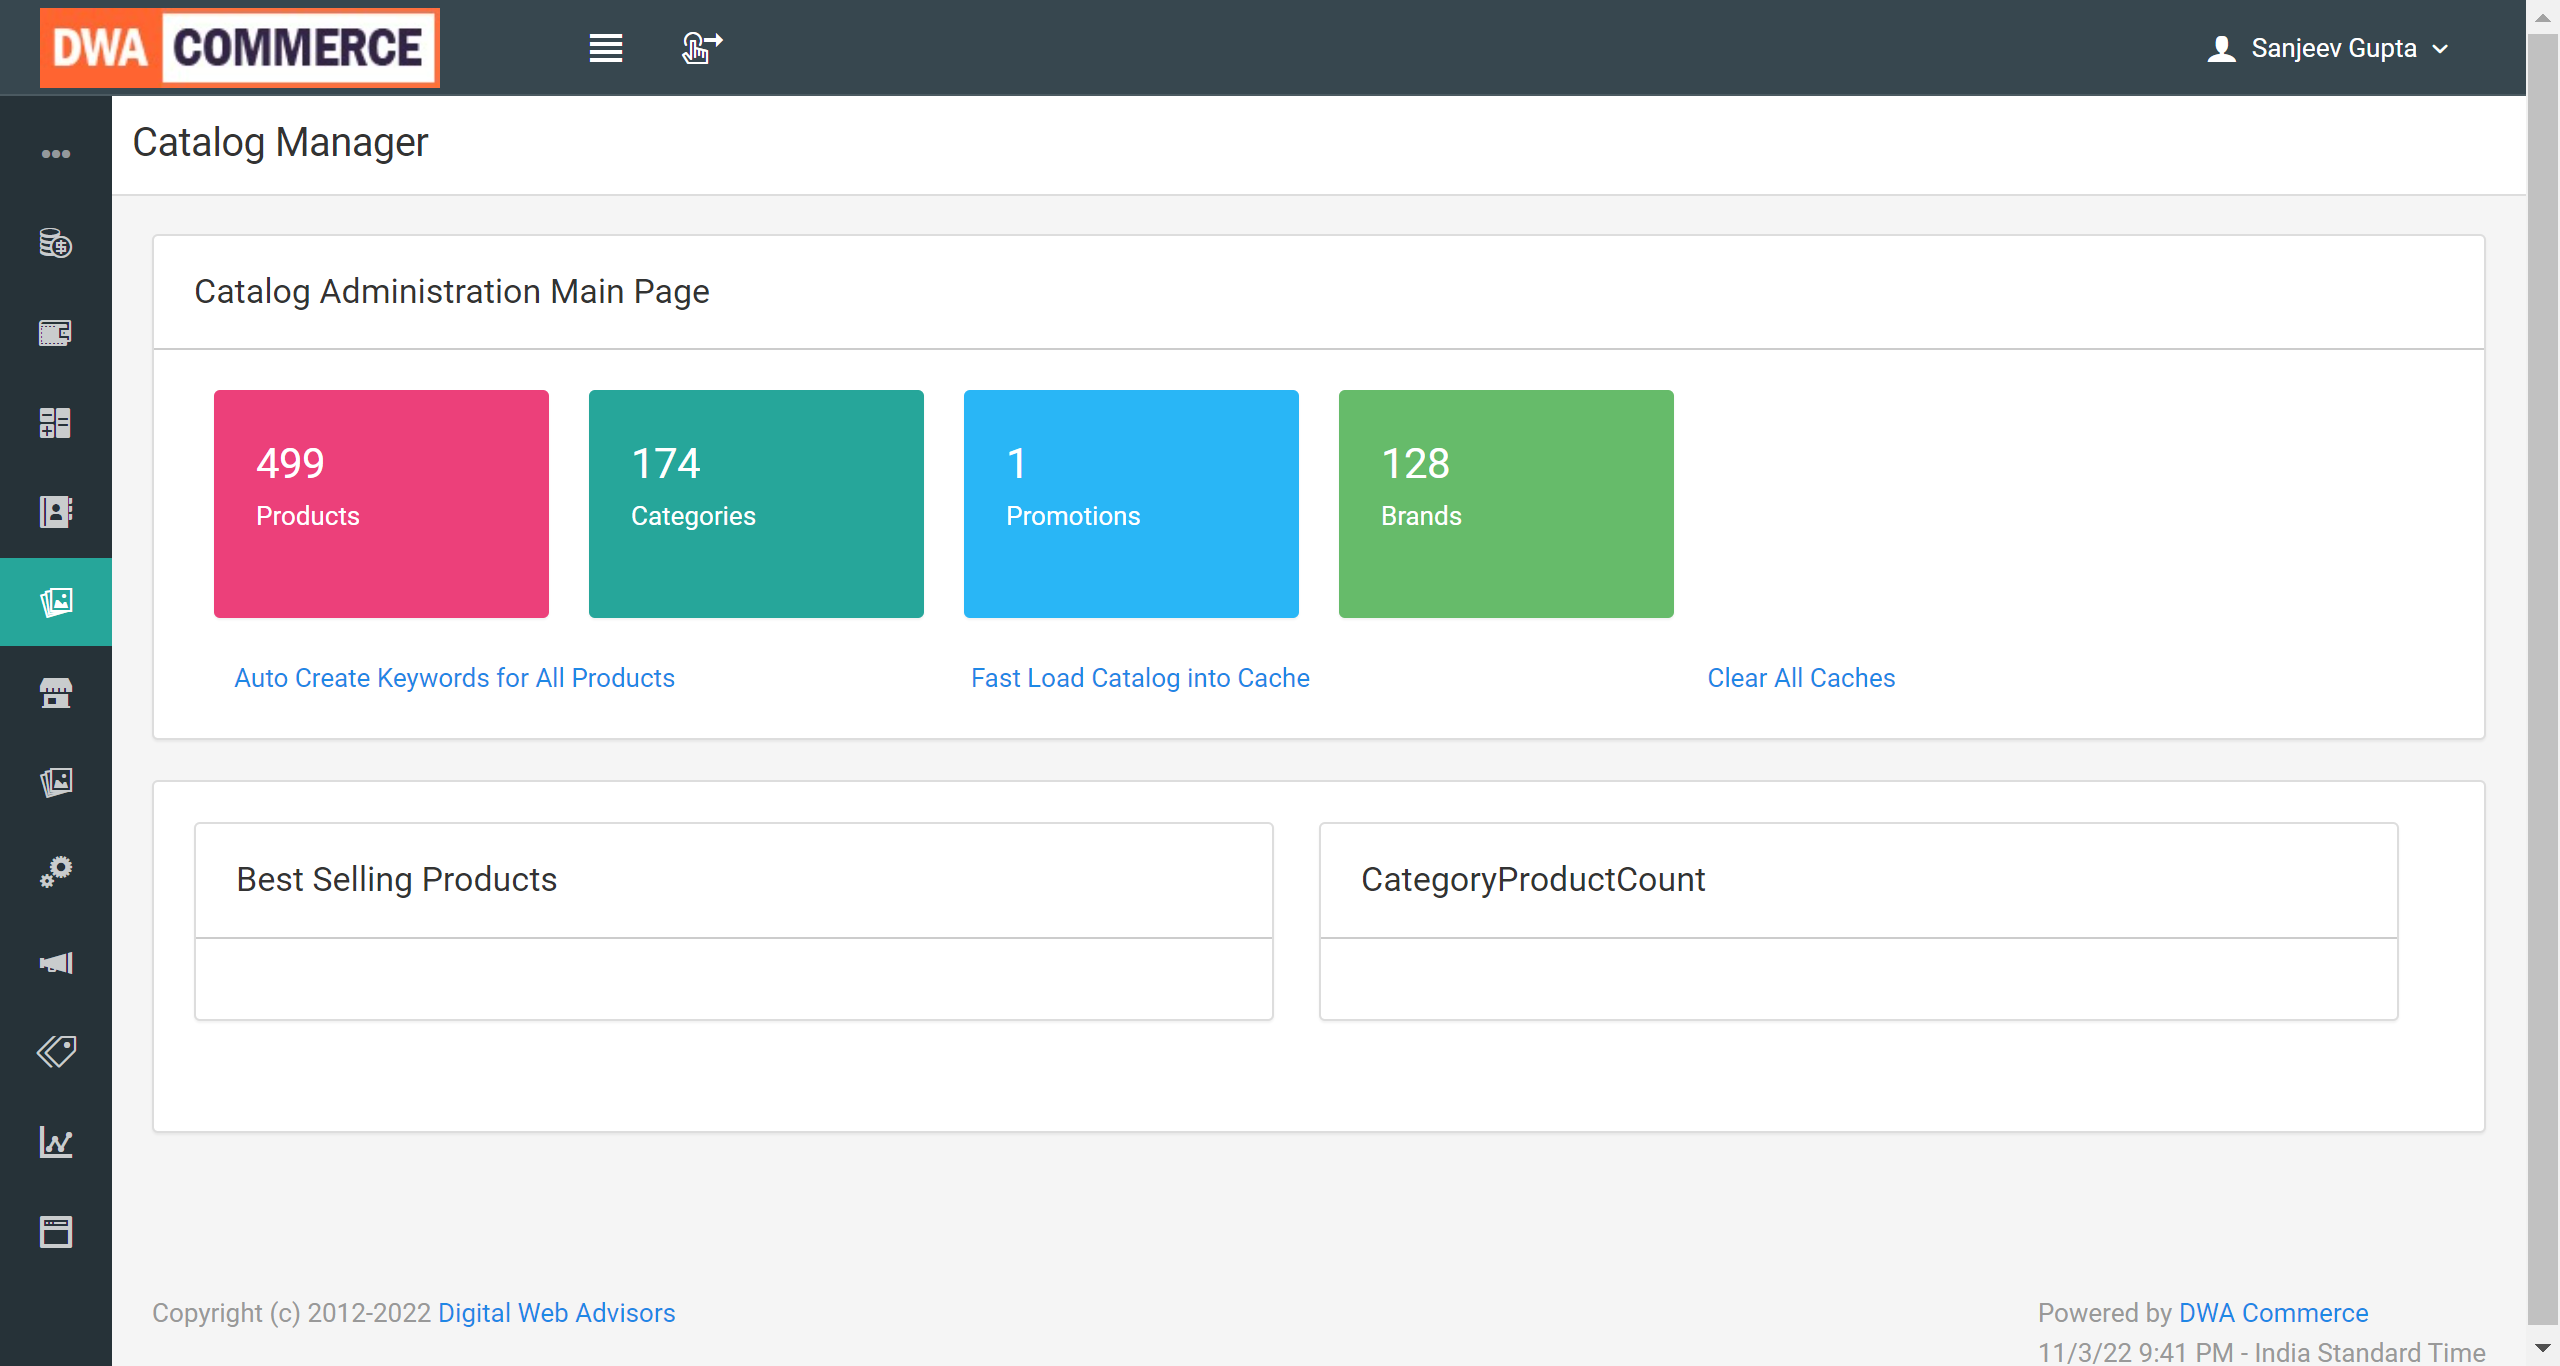 DWA COMMERCE
Sanjeev Gupta
Catalog Manager
Catalog Administration Main Page
499
Products
174
Categories
1
Promotions
128
Brands
Auto Create Keywords for All Products
Fast Load Catalog into Cache
Clear All Caches
Best Selling Products
CategoryProductCount
Copyright (c) 2012-2022 Digital Web Advisors
Powered by DWA Commerce
11/3/22 9:41 PM - India Standard Time